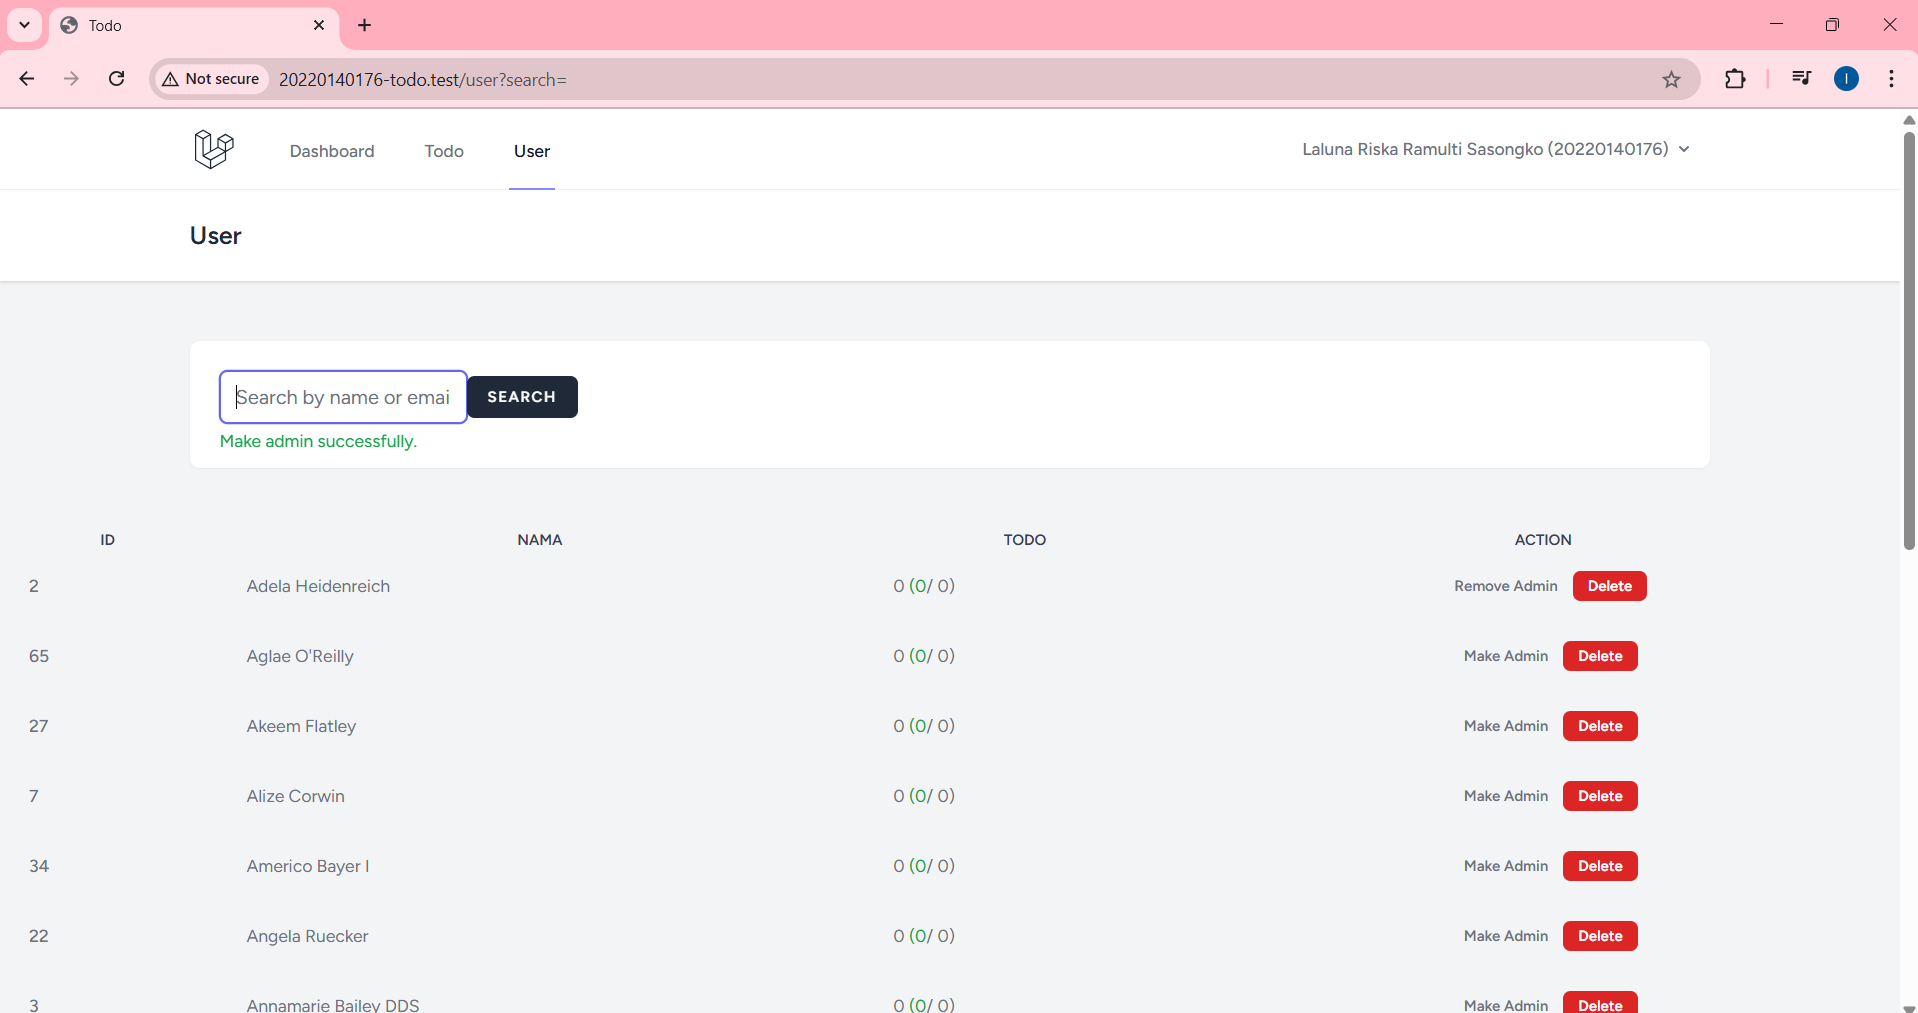 Todo
Not secure 20220140176-todo.test/user?search=
I
Dashboard Todo User Laluna Riska Ramulti Sasongko (20220140176)
User
Search by name or emai SEARCH
Make admin successfully.
ID NAMA TODO ACTION
2 Adela Heidenreich 0 (0/ 0) Remove Admin Delete
65 Aglae O'Reilly 0 (0/ 0) Make Admin Delete
27 Akeem Flatley 0 (0/ 0) Make Admin Delete
7 Alize Corwin 0 (0/ 0) Make Admin Delete
34 Americo Bayer I 0 (0/ 0) Make Admin Delete
22 Angela Ruecker 0 (0/ 0) Make Admin Delete
3 Annamarie Bailey DDS 0 (0/ 0) Make Admin Delete